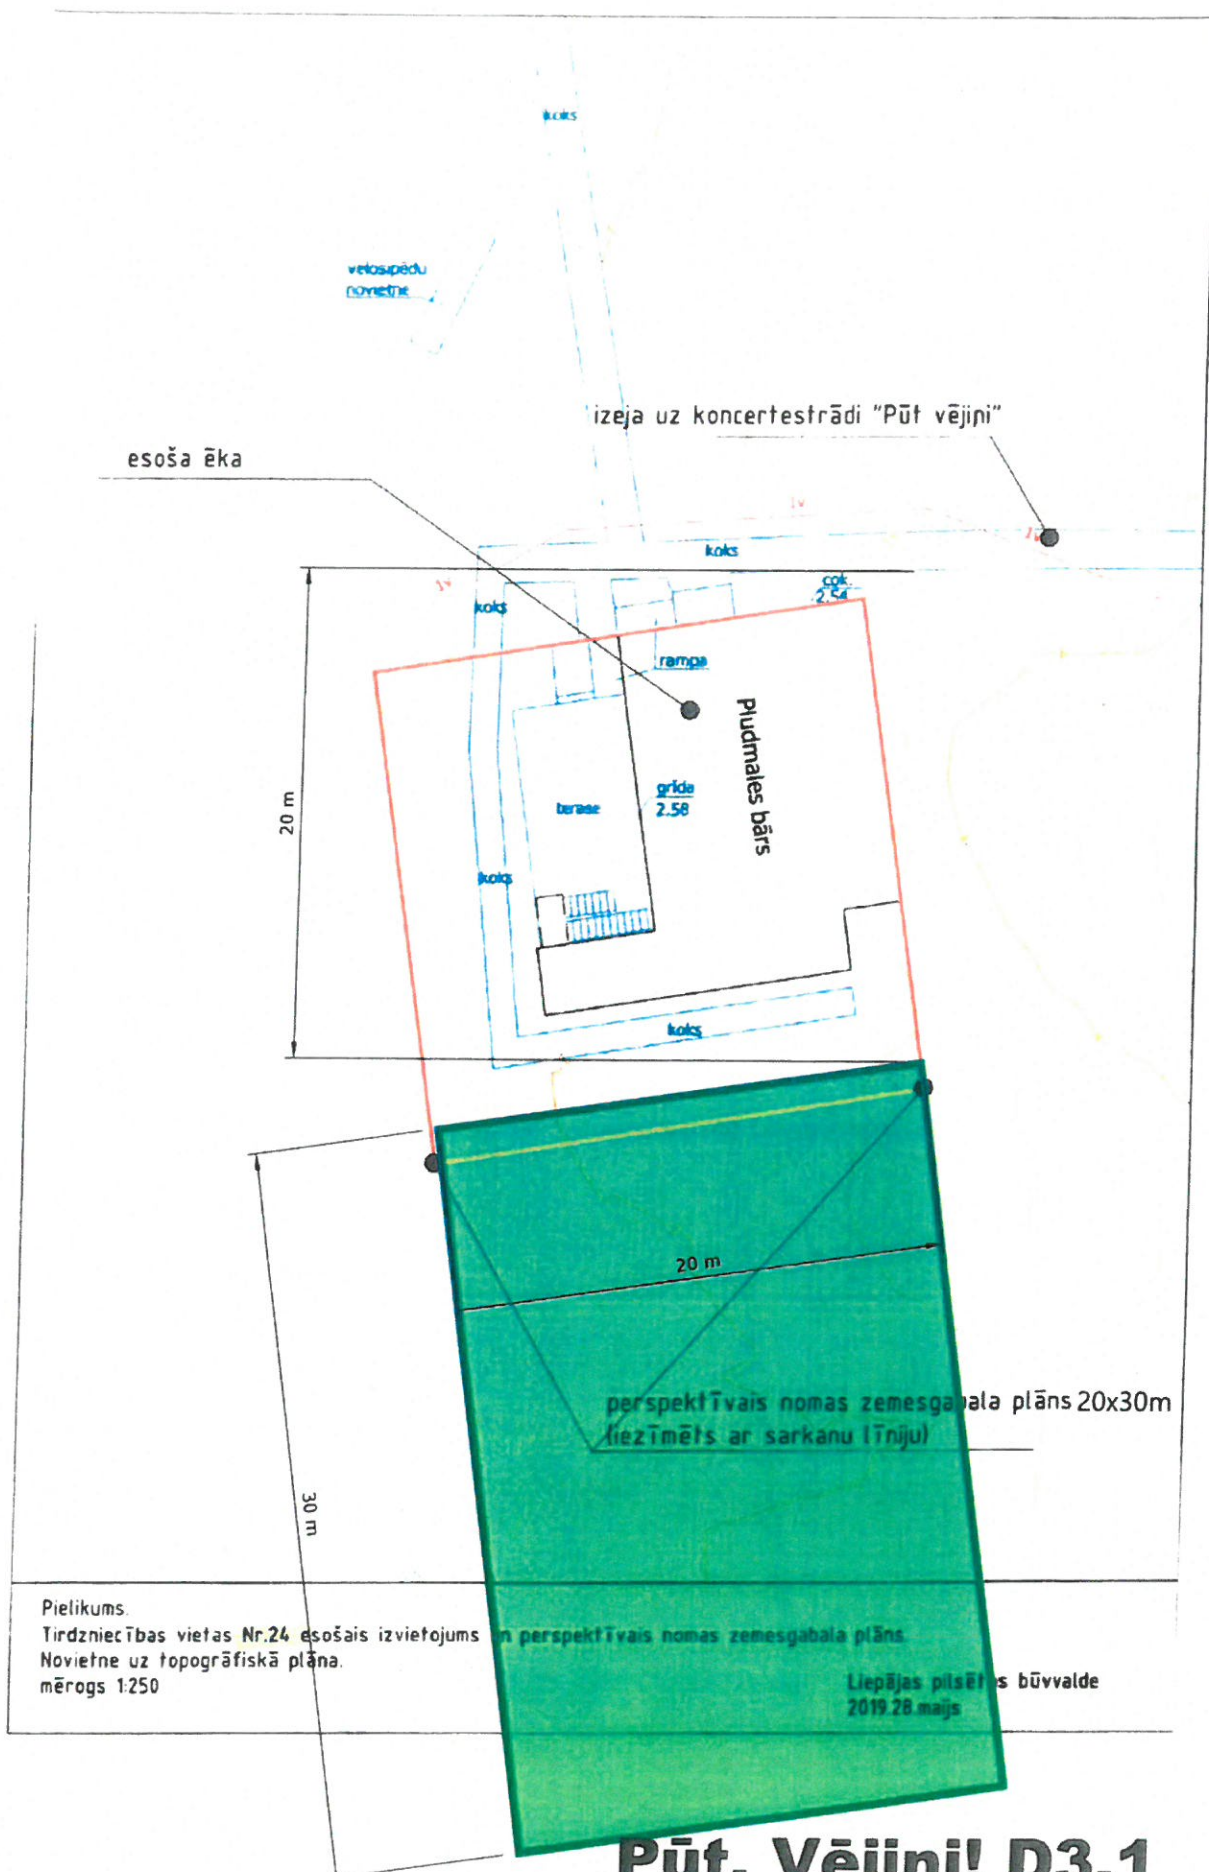 koks
velosipēdu
novietne
izeja uz koncertestrādi "Pūt vējiņi"
esoša ēka
1v
1v
koks
1v
cok.
2.54
koks
rampa
Pludmales bārs
20 m
grīda
2.58
terase
koks
koks
20 m
perspektīvais nomas zemesgabala plāns 20x30m
(iezīmēts ar sarkanu līniju)
30 m
Pielikums.
Tirdzniecības vietas Nr.24 esošais izvietojums un perspektīvais nomas zemesgabala plāns.
Novietne uz topogrāfiskā plāna.
mērogs 1:250
Liepājas pilsētas būvvalde
2019.28.maijs
Pūt, Vējiņi! D3.1